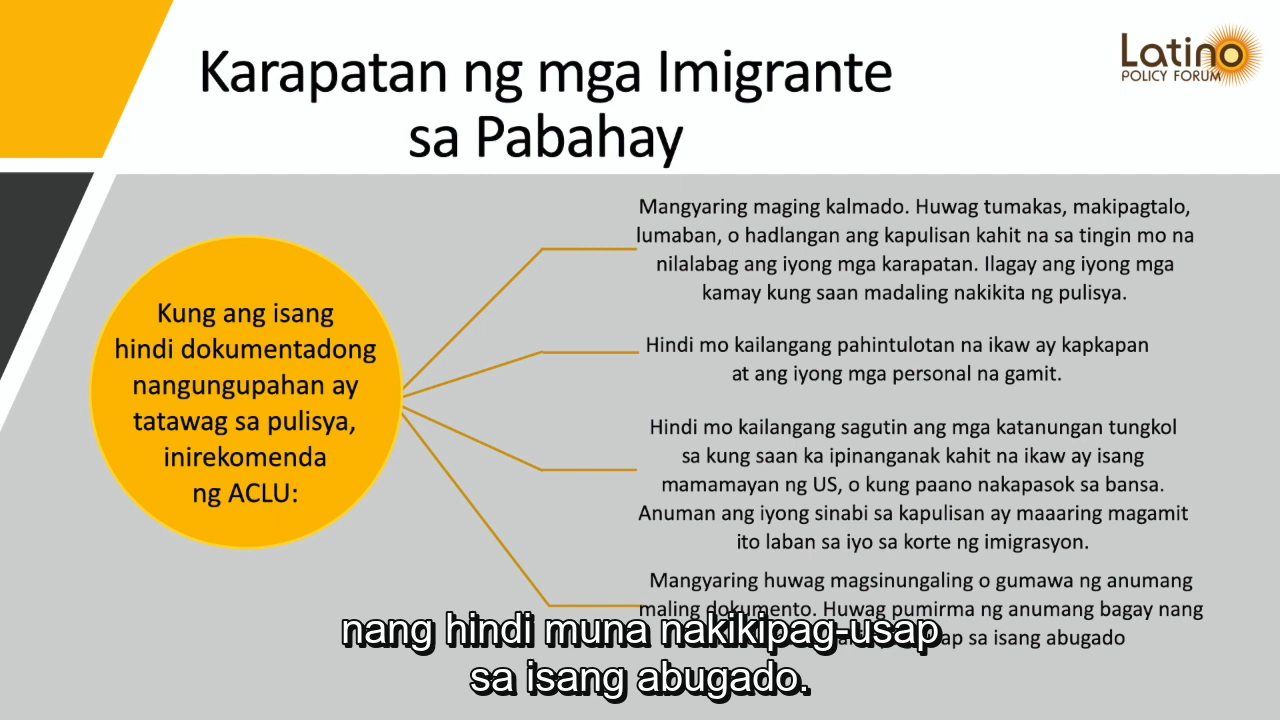 Latino
POLICY FORUM
Karapatan ng mga Imigrante
sa Pabahay
Kung ang isang
hindi dokumentadong
nangungupahan ay
tatawag sa pulisya,
inirekomenda
ng ACLU:
Mangyaring maging kalmado. Huwag tumakas, makipagtalo,
lumaban, o hadlangan ang kapulisan kahit na sa tingin mo na
nilalabag ang iyong mga karapatan. Ilagay ang iyong mga
kamay kung saan madaling nakikita ng pulisya.
Hindi mo kailangang pahintulotan na ikaw ay kapkapan
at ang iyong mga personal na gamit.
Hindi mo kailangang sagutin ang mga katanungan tungkol
sa kung saan ka ipinanganak kahit na ikaw ay isang
mamamayan ng US, o kung paano nakapasok sa bansa.
Anuman ang iyong sinabi sa kapulisan ay maaaring magamit
ito laban sa iyo sa korte ng imigrasyon.
Mangyaring huwag magsinungaling o gumawa ng anumang
maling dokumento. Huwag pumirma ng anumang bagay nang
sa isang abugado
nang hindi muna nakikipag-usap
sa isang abugado.